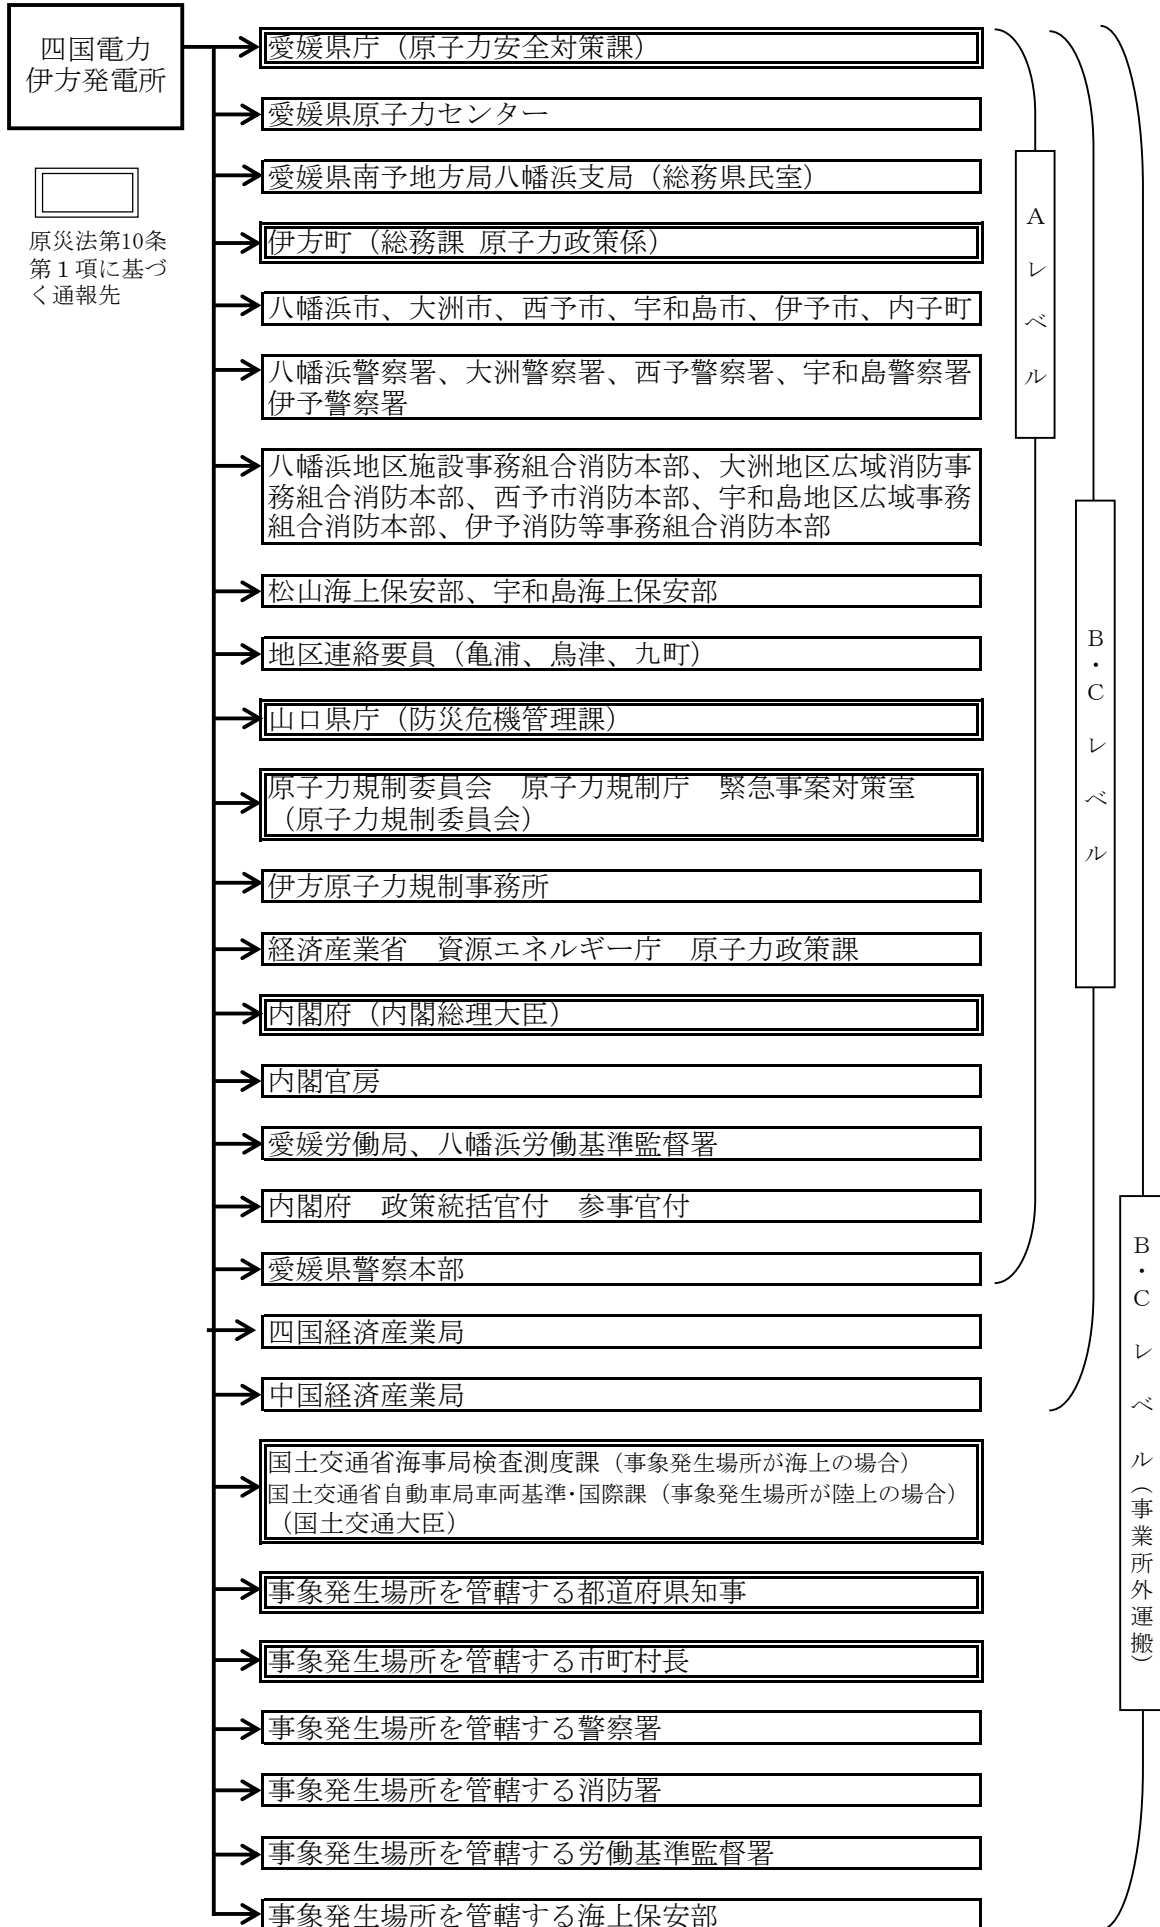 四国電力
伊方発電所
原災法第10条
第１項に基づ
く通報先
愛媛県庁（原子力安全対策課）
愛媛県原子力センター
愛媛県南予地方局八幡浜支局（総務県民室）
伊方町（総務課 原子力政策係）
八幡浜市、大洲市、西予市、宇和島市、伊予市、内子町
八幡浜警察署、大洲警察署、西予警察署、宇和島警察署
伊予警察署
八幡浜地区施設事務組合消防本部、大洲地区広域消防事
務組合消防本部、西予市消防本部、宇和島地区広域事務
組合消防本部、伊予消防等事務組合消防本部
松山海上保安部、宇和島海上保安部
地区連絡要員（亀浦、鳥津、九町）
山口県庁（防災危機管理課）
原子力規制委員会　原子力規制庁　緊急事案対策室
（原子力規制委員会）
伊方原子力規制事務所
経済産業省　資源エネルギー庁　原子力政策課
内閣府（内閣総理大臣）
内閣官房
愛媛労働局、八幡浜労働基準監督署
内閣府　政策統括官付　参事官付
愛媛県警察本部
四国経済産業局
中国経済産業局
国土交通省海事局検査測度課（事象発生場所が海上の場合）
国土交通省自動車局車両基準・国際課（事象発生場所が陸上の場合）
（国土交通大臣）
事象発生場所を管轄する都道府県知事
事象発生場所を管轄する市町村長
事象発生場所を管轄する警察署
事象発生場所を管轄する消防署
事象発生場所を管轄する労働基準監督署
事象発生場所を管轄する海上保安部
Ａレベル
Ｂ・Ｃレベル
Ｂ・Ｃレベル（事業所外運搬）